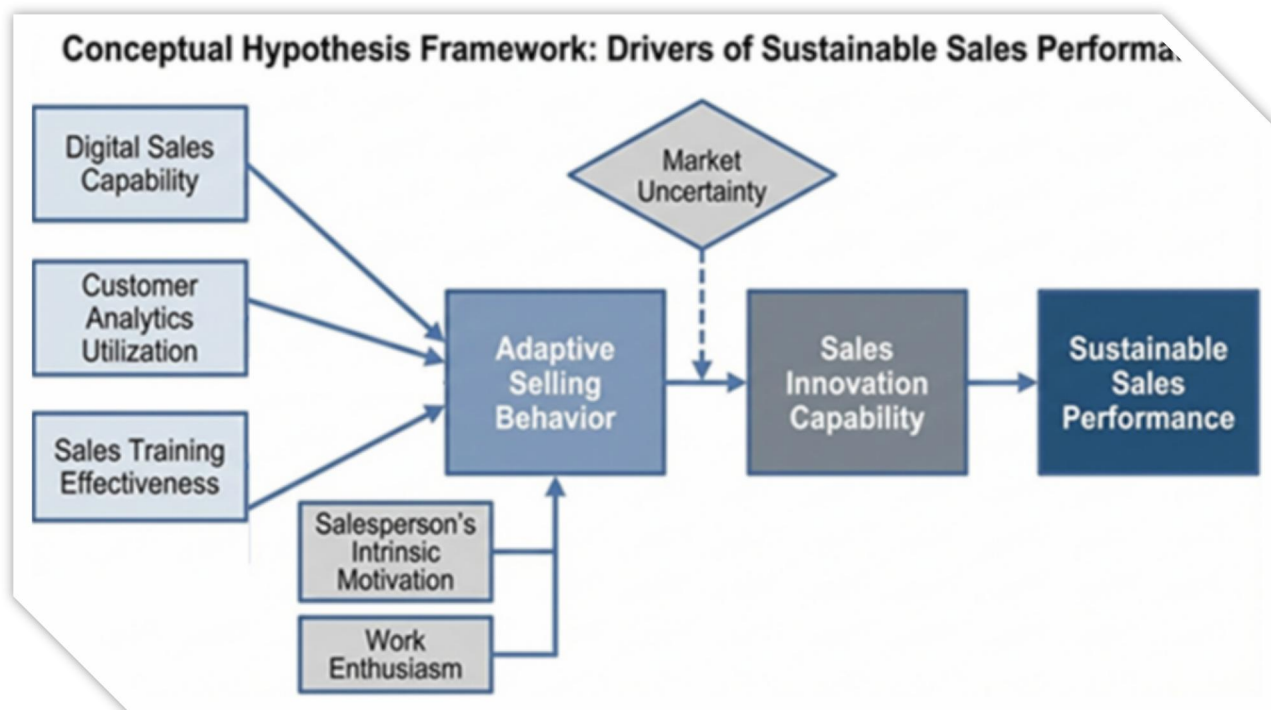 Conceptual Hypothesis Framework: Drivers of Sustainable Sales
Digital Sales
Capability
Customer
Analytics
Utilization
Sales Training
Effectiveness
Market
Uncertainty
Adaptive
Selling
Behavior
Sales
Innovation
Capability
Sustainable
Sales
Performance
Salesperson's
Intrinsic
Motivation
Work
Enthusiasm